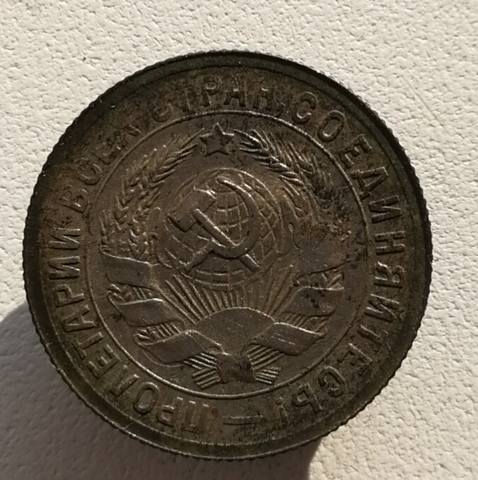 ПРОЛЕТАРИИ ВСЕХ СТРАН, СОЕДИНЯЙТЕСЬ! —